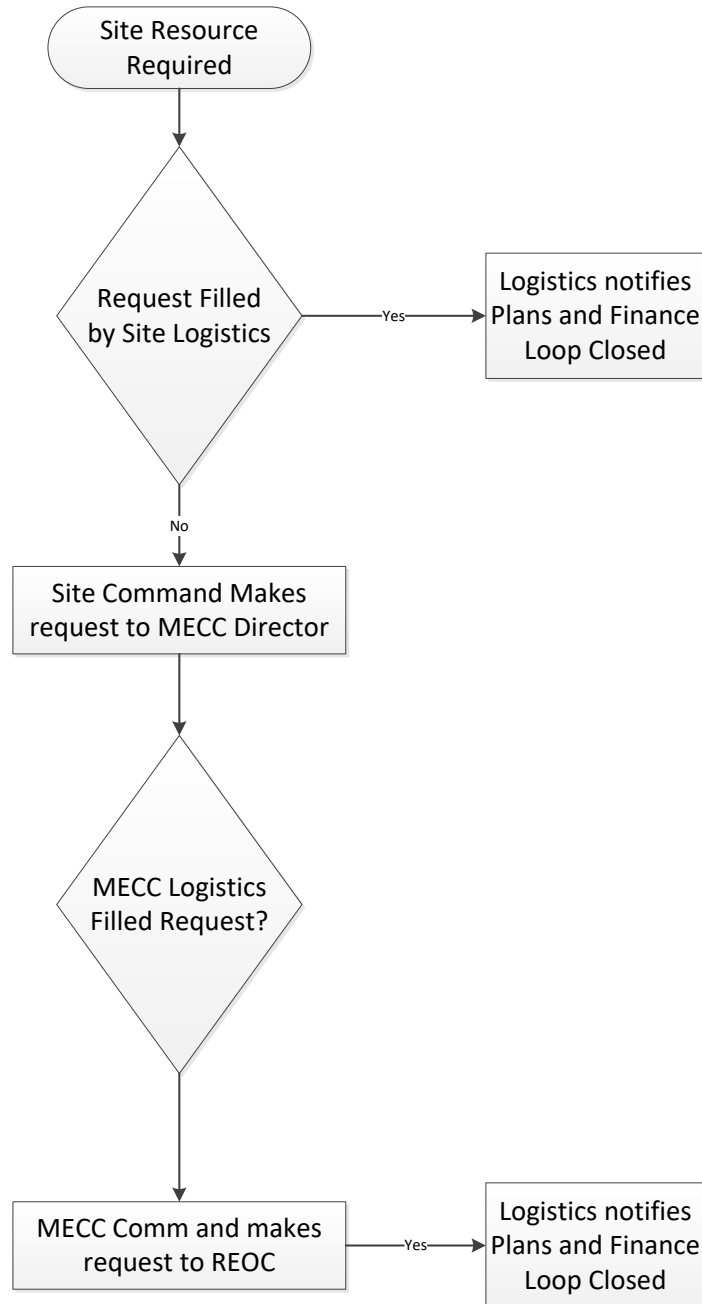 Site Resource
Required
Request Filled
by Site Logistics
Yes
Logistics notifies
Plans and Finance
Loop Closed
No
Site Command Makes
request to MECC Director
MECC Logistics
Filled Request?
MECC Comm and makes
request to REOC
Yes
Logistics notifies
Plans and Finance
Loop Closed